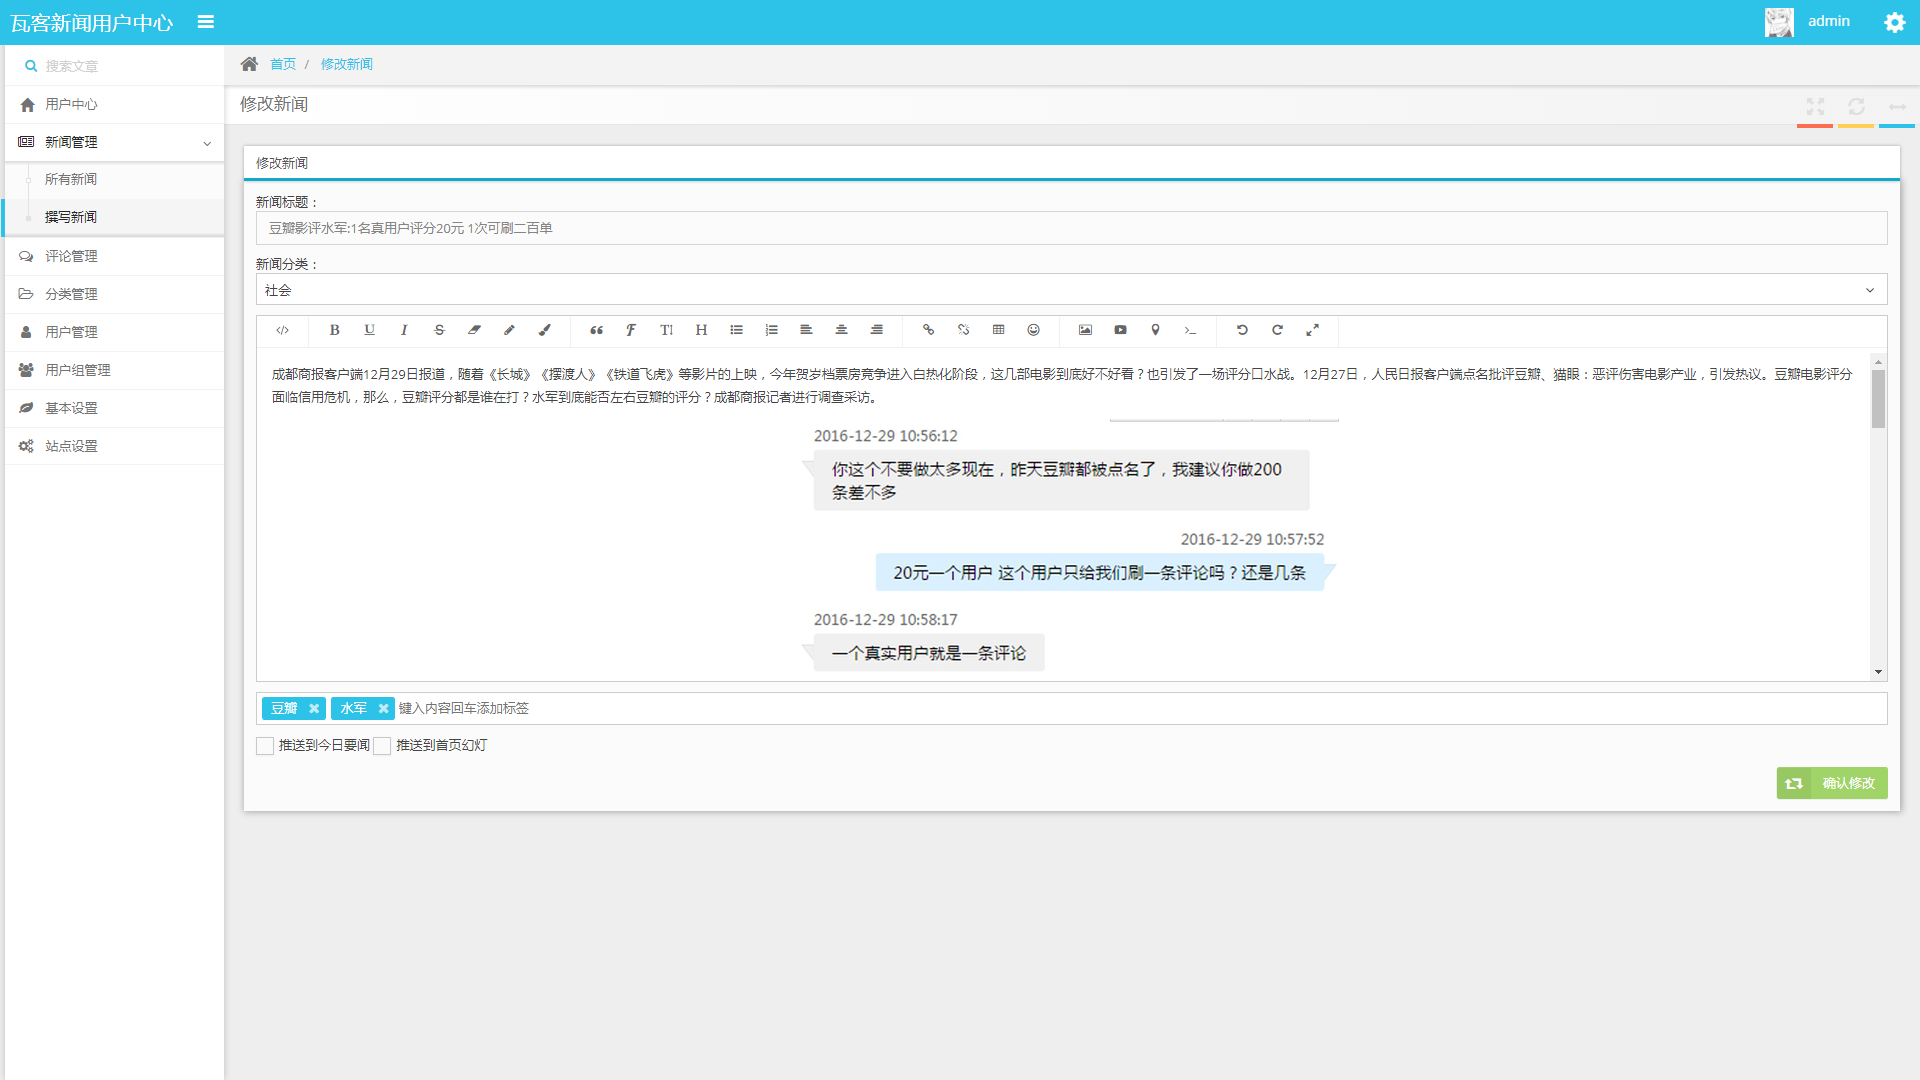 瓦客新闻用户中心
admin
搜索文章
用户中心
新闻管理
所有新闻
撰写新闻
评论管理
分类管理
用户管理
用户组管理
基本设置
站点设置
首页 / 修改新闻
修改新闻
修改新闻
新闻标题：
豆瓣影评水军:1名真用户评分20元 1次可刷二百单
新闻分类：
社会
成都商报客户端12月29日报道，随着《长城》《摆渡人》《铁道飞虎》等影片的上映，今年贺岁档票房竞争进入白热化阶段，这几部电影到底好不好看？也引发了一场评分口水战。12月27日，人民日报客户端点名批评豆瓣、猫眼：恶评伤害电影产业，引发热议。豆瓣电影评分
面临信用危机，那么，豆瓣评分都是谁在打？水军到底能否左右豆瓣的评分？成都商报记者进行调查采访。
2016-12-29 10:56:12
你这个不要做太多现在，昨天豆瓣都被点名了，我建议你做200
条差不多
2016-12-29 10:57:52
20元一个用户 这个用户只给我们刷一条评论吗？还是几条
2016-12-29 10:58:17
一个真实用户就是一条评论
豆瓣 水军 键入内容回车添加标签
推送到今日要闻 推送到首页幻灯
确认修改